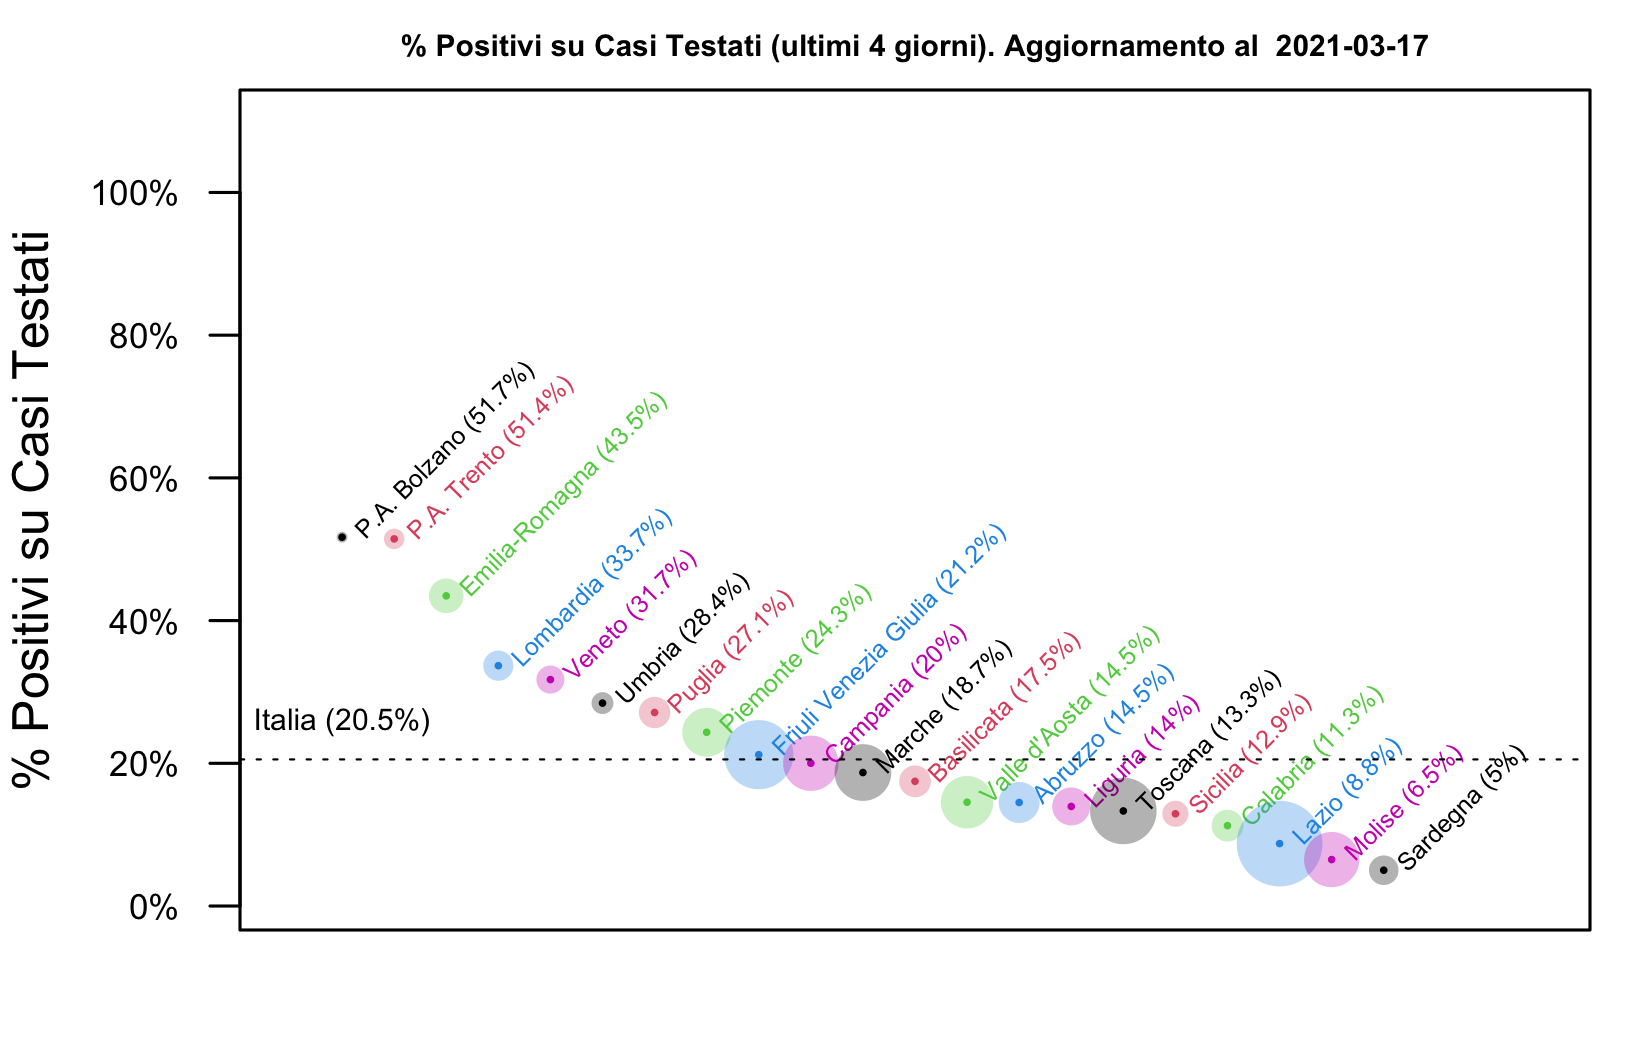 % Positivi su Casi Testati (ultimi 4 giorni). Aggiornamento al  2021-03-17
% Positivi su Casi Testati
100%
80%
60%
40%
20%
0%
Italia (20.5%)
P.A. Bolzano (51.7%)
P.A. Trento (51.4%)
Emilia-Romagna (43.5%)
Lombardia (33.7%)
Veneto (31.7%)
Umbria (28.4%)
Puglia (27.1%)
Piemonte (24.3%)
Friuli Venezia Giulia (21.2%)
Campania (20%)
Marche (18.7%)
Basilicata (17.5%)
Valle d'Aosta (14.5%)
Abruzzo (14.5%)
Liguria (14%)
Toscana (13.3%)
Sicilia (12.9%)
Calabria (11.3%)
Lazio (8.8%)
Molise (6.5%)
Sardegna (5%)